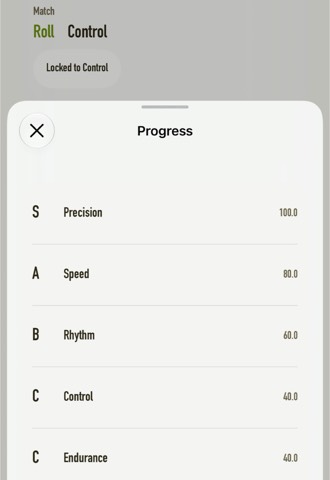 Match
Roll Control
Locked to Control
Progress
S Precision 100.0
A Speed 80.0
B Rhythm 60.0
C Control 40.0
C Endurance 40.0